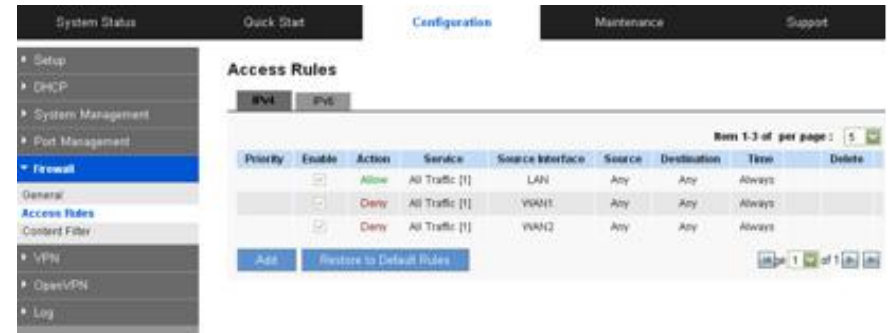 System Status Quick Start Configuration Maintenance Support
Setup
DHCP
System Management
Port Management
Firewall
General
Access Rules
Content Filter
VPN
OpenVPN
Log
Access Rules
IPv4 IPv6
Item 1-3 of per page : 5
Priority Enable Action Service Source Interface Source Destination Time Delete
Allow All Traffic [1] LAN Any Any Always
Deny All Traffic [1] WAN1 Any Any Always
Deny All Traffic [1] WAN2 Any Any Always
Add Restore to Default Rules
1 of 1